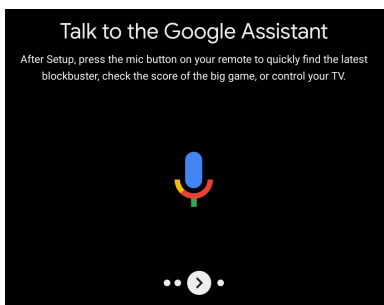 Talk to the Google Assistant
After Setup, press the mic button on your remote to quickly find the latest
blockbuster, check the score of the big game, or control your TV.